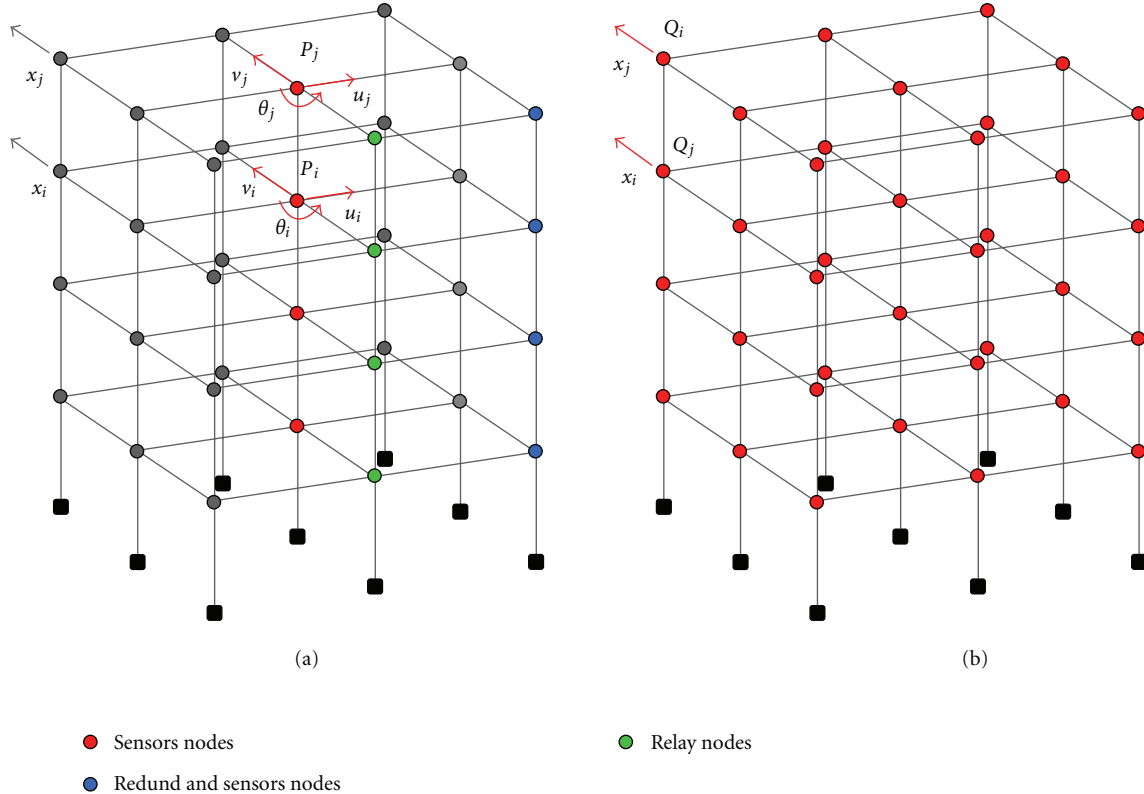 P_j
Q_i
x_j
v_j
u_j
x_j
θ_j
P_i
Q_j
x_i
v_i
u_i
x_i
θ_i
(a)
(b)
Sensors nodes
Relay nodes
Redund and sensors nodes